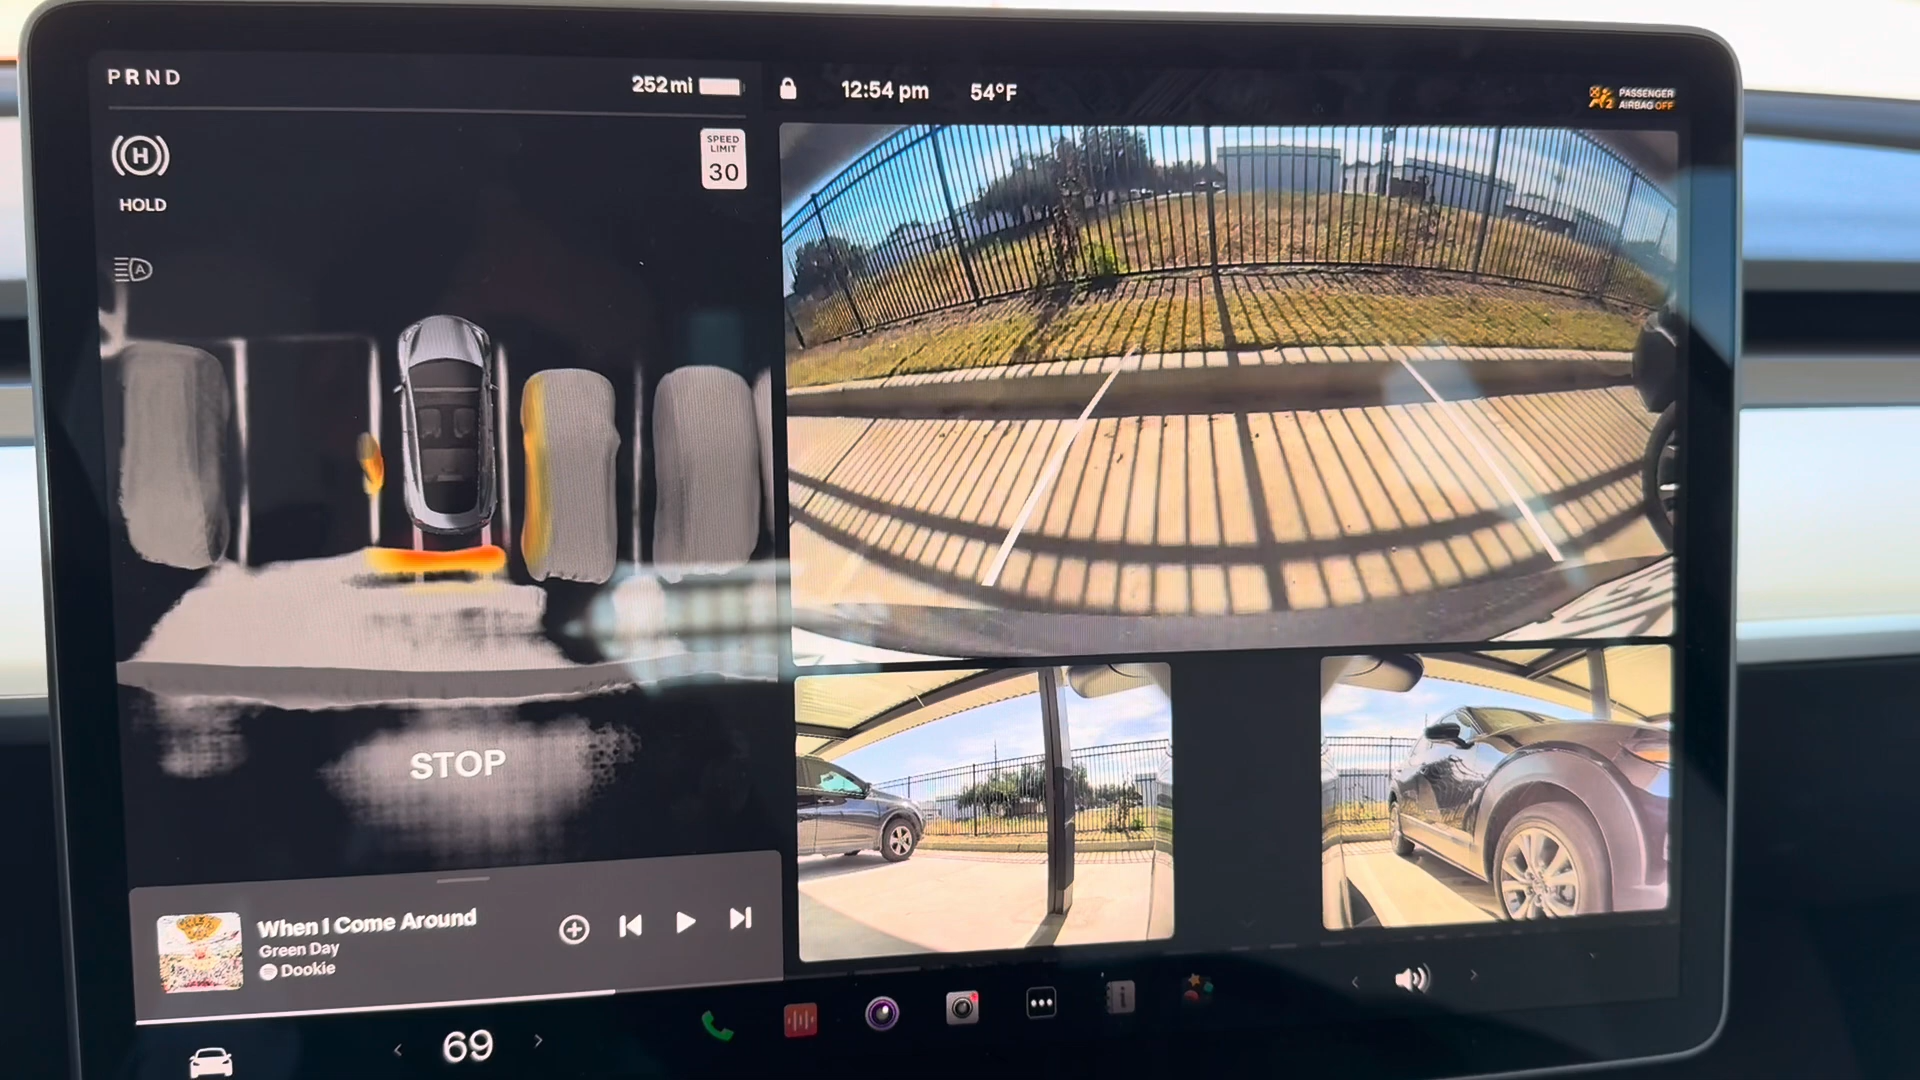 PRND
252 mi
12:54 pm
54°F
PASSENGER
AIRBAG OFF
H
HOLD
SPEED
LIMIT
30
A
STOP
When I Come Around
Green Day
Dookie
69